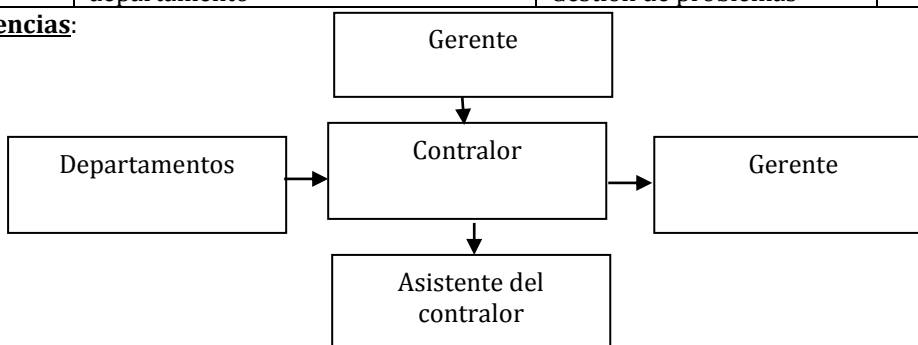 departamento
Gestión de problemas
encias:
Gerente
Departamentos
Contralor
Gerente
Asistente del
contralor